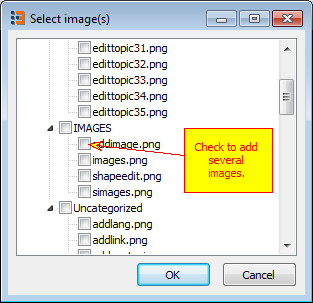 Select image(s)
edittopic31.png
edittopic32.png
edittopic33.png
edittopic34.png
edittopic35.png
IMAGES
addimage.png
images.png
shapeedit.png
simages.png
Check to add
several
images.
Uncategorized
addlang.png
addlink.png
OK
Cancel